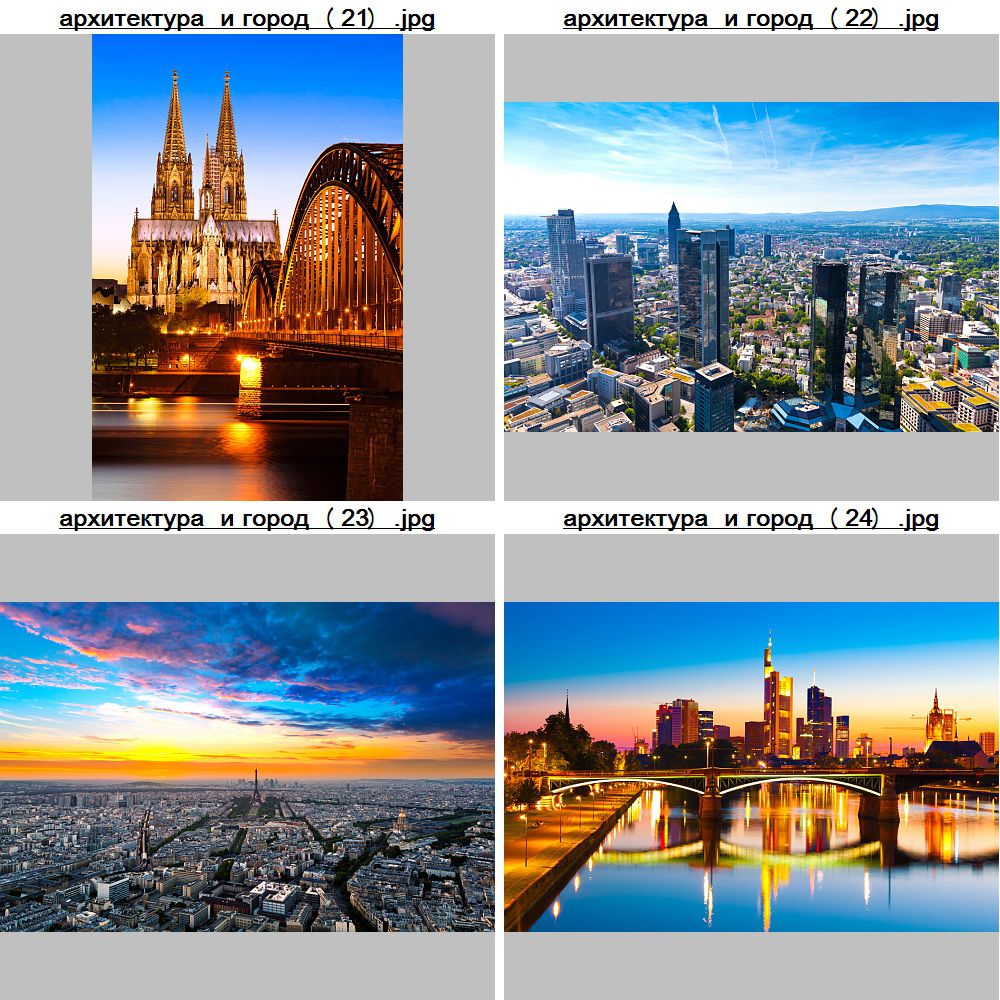 архитектура и город (21) .jpg
архитектура и город (22) .jpg
архитектура и город (23) .jpg
архитектура и город (24) .jpg